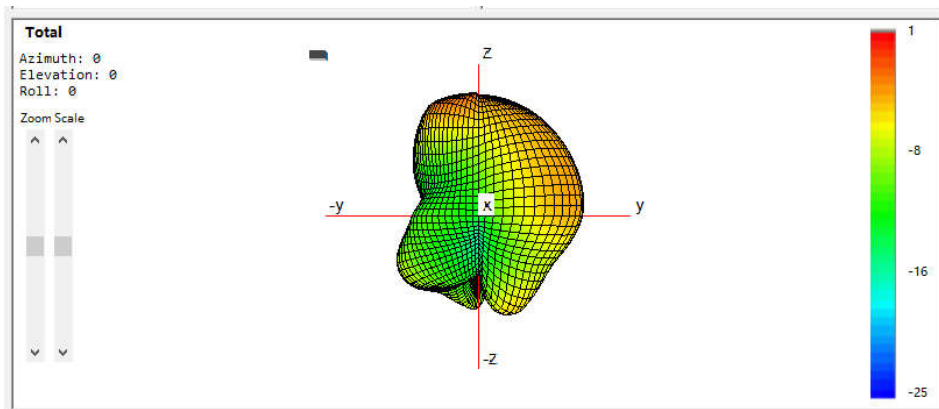 Total
Azimuth: 0
Elevation: 0
Roll: 0
Zoom Scale
z
-y
x
y
-z
1
-8
-16
-25